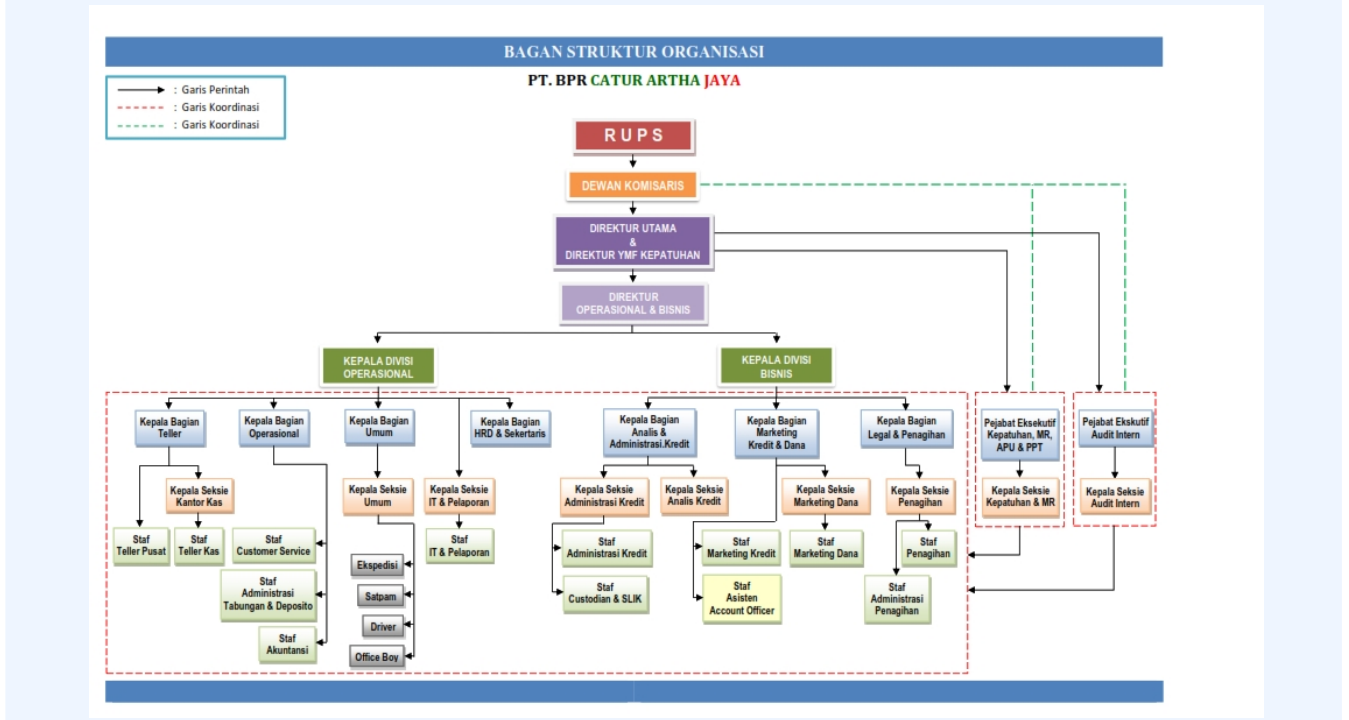 BAGAN STRUKTUR ORGANISASI
PT. BPR CATUR ARTHA JAYA
: Garis Perintah
: Garis Koordinasi
: Garis Koordinasi
R U P S
DEWAN KOMISARIS
DIREKTUR UTAMA
&
DIREKTUR YMF KEPATUHAN
DIREKTUR
OPERASIONAL & BISNIS
KEPALA DIVISI
OPERASIONAL
KEPALA DIVISI
BISNIS
Kepala Bagian
Teller
Kepala Bagian
Operasional
Kepala Bagian
Umum
Kepala Bagian
HRD & Sekertaris
Kepala Bagian
Analis &
Administrasi.Kredit
Kepala Bagian
Marketing
Kredit & Dana
Kepala Bagian
Legal & Penagihan
Pejabat Eksekutif
Kepatuhan, MR,
APU & PPT
Pejabat Ekskutif
Audit Intern
Kepala Seksie
Kantor Kas
Kepala Seksie
Umum
Kepala Seksie
IT & Pelaporan
Kepala Seksie
Administrasi Kredit
Kepala Seksie
Analis Kredit
Kepala Seksie
Marketing Dana
Kepala Seksie
Penagihan
Kepala Seksie
Kepatuhan & MR
Kepala Seksie
Audit Intern
Staf
Teller Pusat
Staf
Teller Kas
Staf
Customer Service
Staf
IT & Pelaporan
Staf
Administrasi Kredit
Staf
Marketing Kredit
Staf
Marketing Dana
Staf
Penagihan
Ekspedisi
Staf
Administrasi
Tabungan & Deposito
Satpam
Staf
Custodian & SLIK
Staf
Asisten
Account Officer
Staf
Administrasi
Penagihan
Driver
Staf
Akuntansi
Office Boy